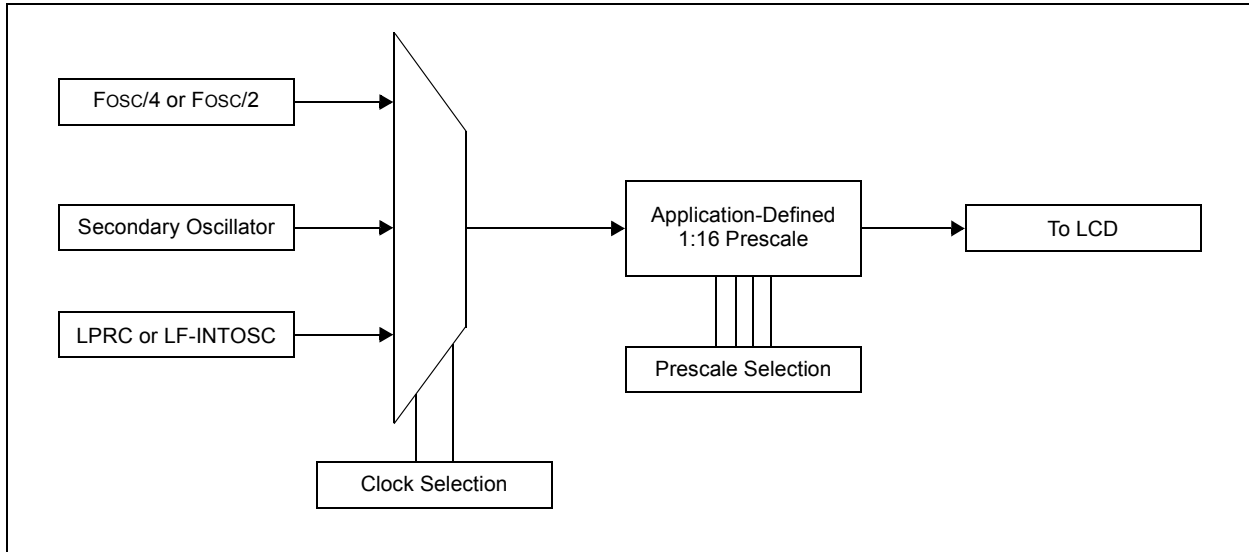 Fosc/4 or Fosc/2
Secondary Oscillator
LPRC or LF-INTOSC
Clock Selection
Application-Defined
1:16 Prescale
Prescale Selection
To LCD